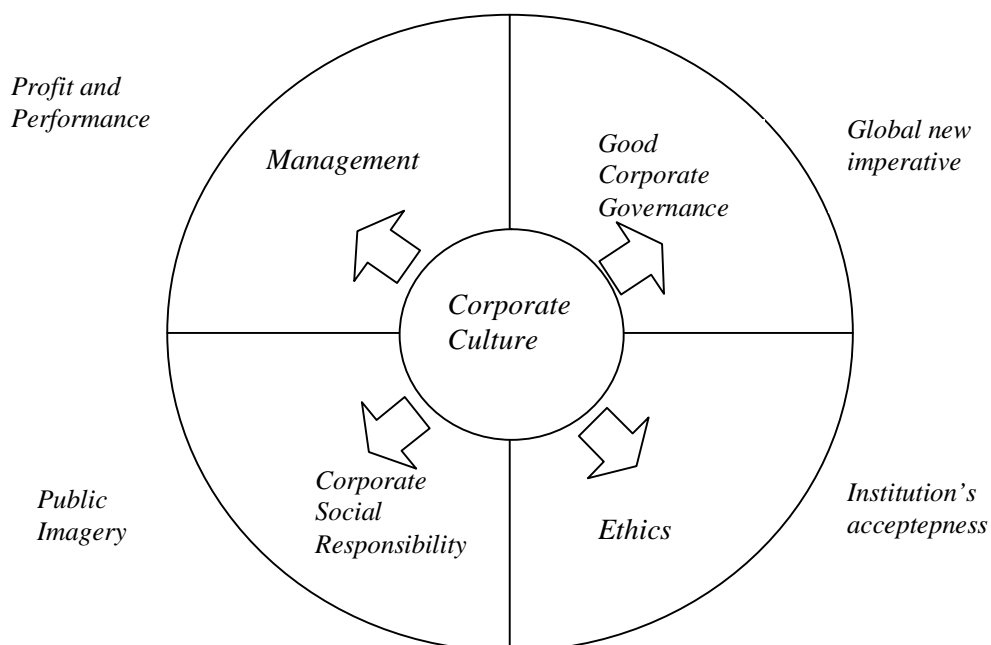 Profit and
Performance
Management
Good
Corporate
Governance
Global new
imperative
Corporate
Culture
Public
Imagery
Corporate
Social
Responsibility
Ethics
Institution’s
acceptepness